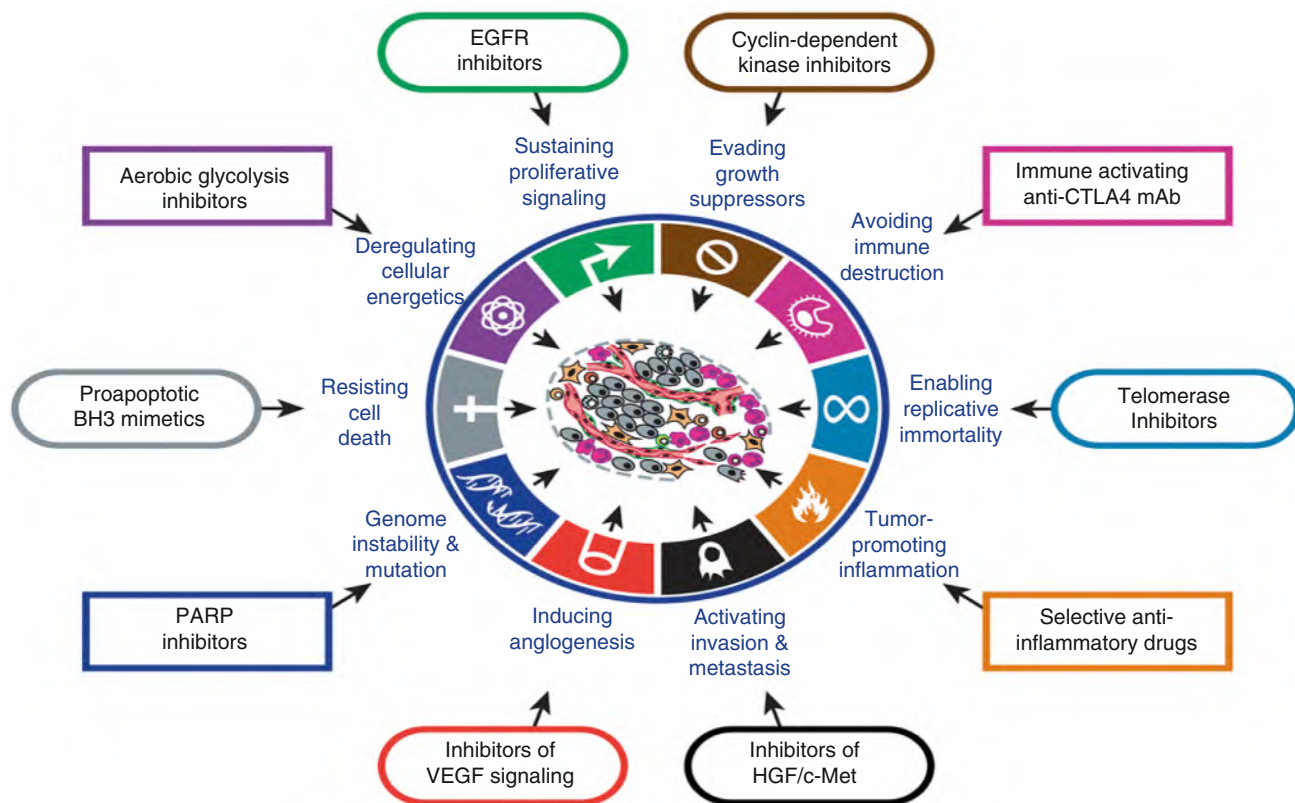 EGFR
inhibitors
Cyclin-dependent
kinase inhibitors
Sustaining
proliferative
signaling
Evading
growth
suppressors
Aerobic glycolysis
inhibitors
Immune activating
anti-CTLA4 mAb
Deregulating
cellular
energetics
Avoiding
immune
destruction
Proapoptotic
BH3 mimetics
Resisting
cell
death
Enabling
replicative
immortality
Telomerase
Inhibitors
Genome
instability &
mutation
Tumor-
promoting
inflammation
PARP
inhibitors
Inducing
angiogenesis
Activating
invasion &
metastasis
Selective anti-
inflammatory drugs
Inhibitors of
VEGF signaling
Inhibitors of
HGF/c-Met